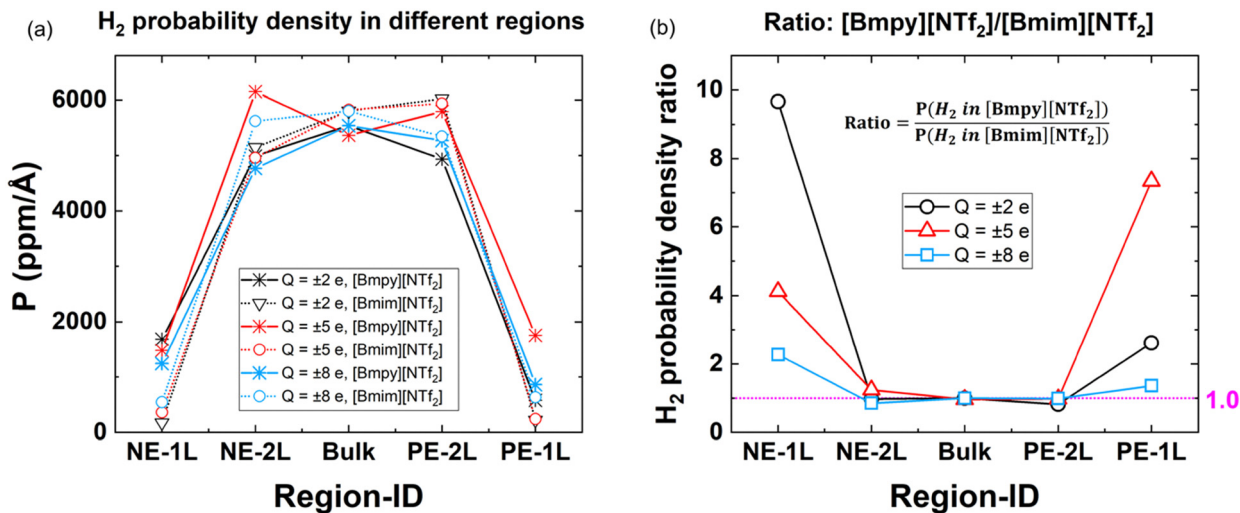 (a)
H₂ probability density in different regions
P (ppm/Å)
6000
4000
2000
0
Q = ±2 e, [Bmpy][NTf₂]
Q = ±2 e, [Bmim][NTf₂]
Q = ±5 e, [Bmpy][NTf₂]
Q = ±5 e, [Bmim][NTf₂]
Q = ±8 e, [Bmpy][NTf₂]
Q = ±8 e, [Bmim][NTf₂]
NE-1L NE-2L Bulk PE-2L PE-1L
Region-ID
(b)
Ratio: [Bmpy][NTf₂]/[Bmim][NTf₂]
H₂ probability density ratio
10
8
6
4
2
0
Ratio = P(H₂ in [Bmpy][NTf₂]) / P(H₂ in [Bmim][NTf₂])
Q = ±2 e
Q = ±5 e
Q = ±8 e
1.0
NE-1L NE-2L Bulk PE-2L PE-1L
Region-ID